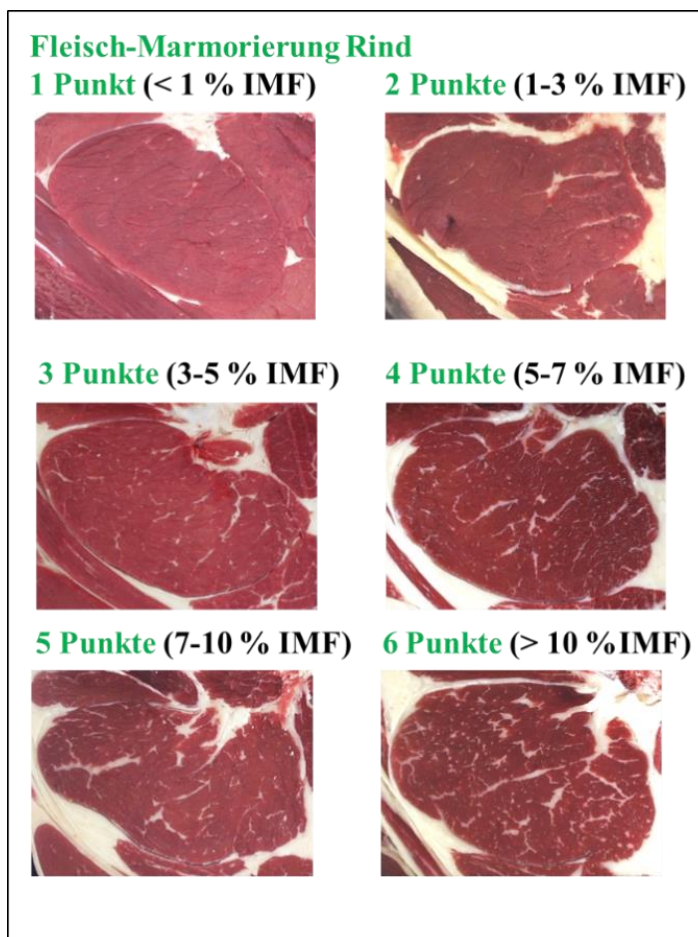 Fleisch-Marmorierung Rind
1 Punkt (< 1 % IMF)
2 Punkte (1-3 % IMF)
3 Punkte (3-5 % IMF)
4 Punkte (5-7 % IMF)
5 Punkte (7-10 % IMF)
6 Punkte (> 10 %IMF)